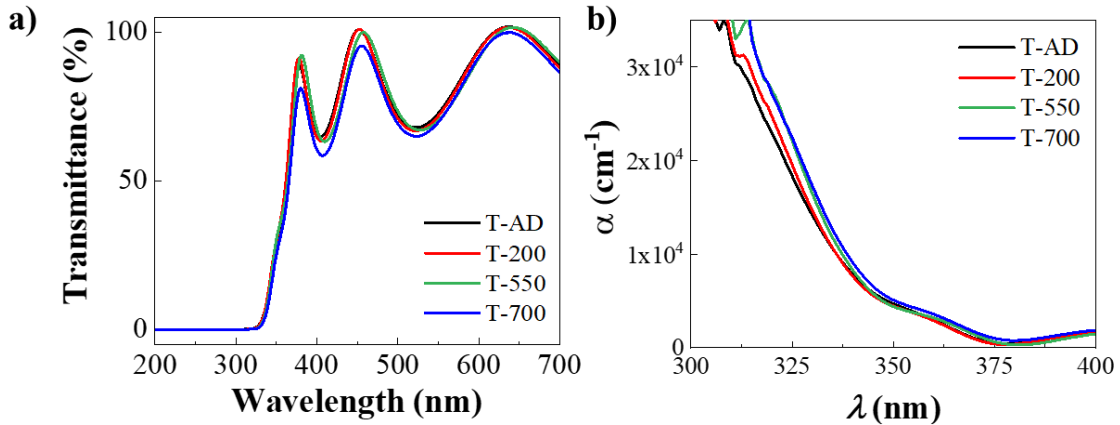 a)
Transmittance (%)
100
50
0
T-AD
T-200
T-550
T-700
200 300 400 500 600 700
Wavelength (nm)
b)
α (cm⁻¹)
3x10⁴
2x10⁴
1x10⁴
0
T-AD
T-200
T-550
T-700
300 325 350 375 400
λ (nm)